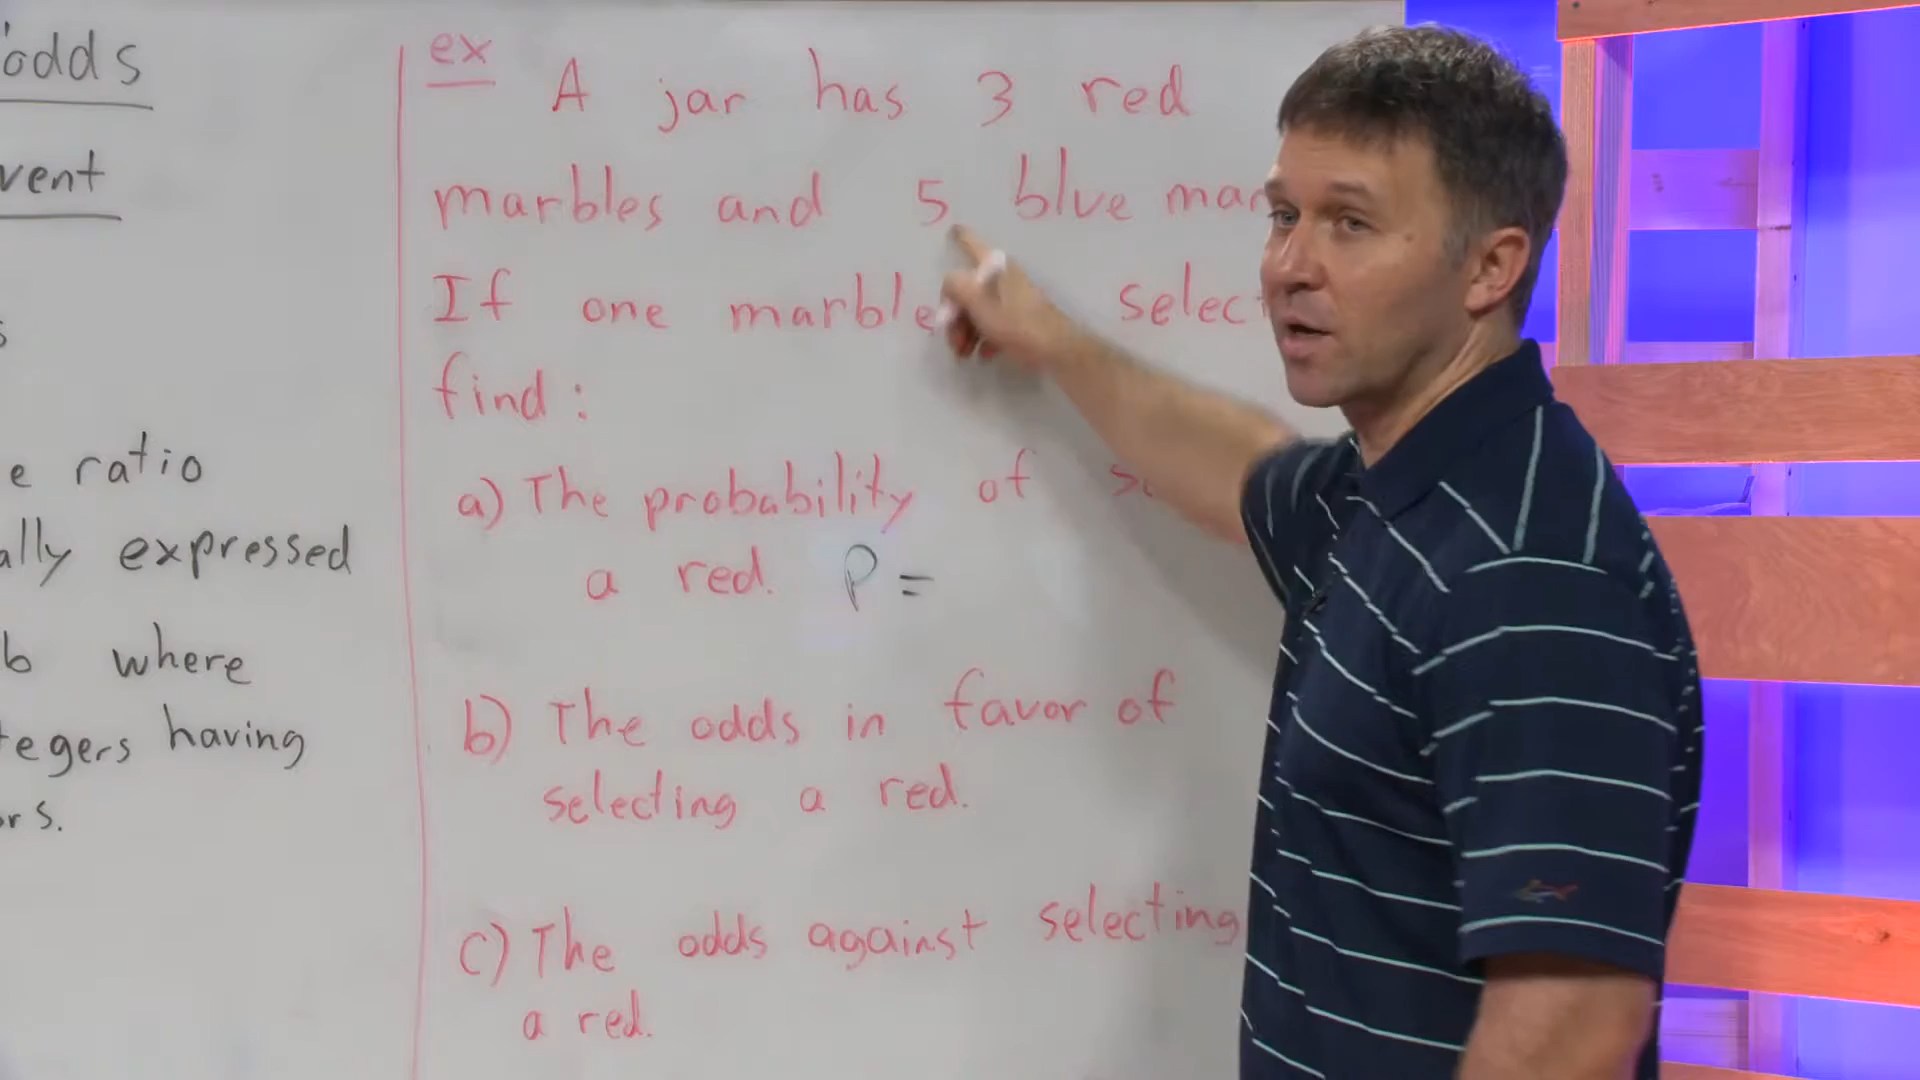 odds
vent
e ratio
ally expressed
b where
tegers having
rs.
ex A jar has 3 red
marbles and 5 blue mar
If one marble selec
find:
a) The probability of
a red. P =
b) The odds in favor of
selecting a red.
c) The odds against selecting
a red.